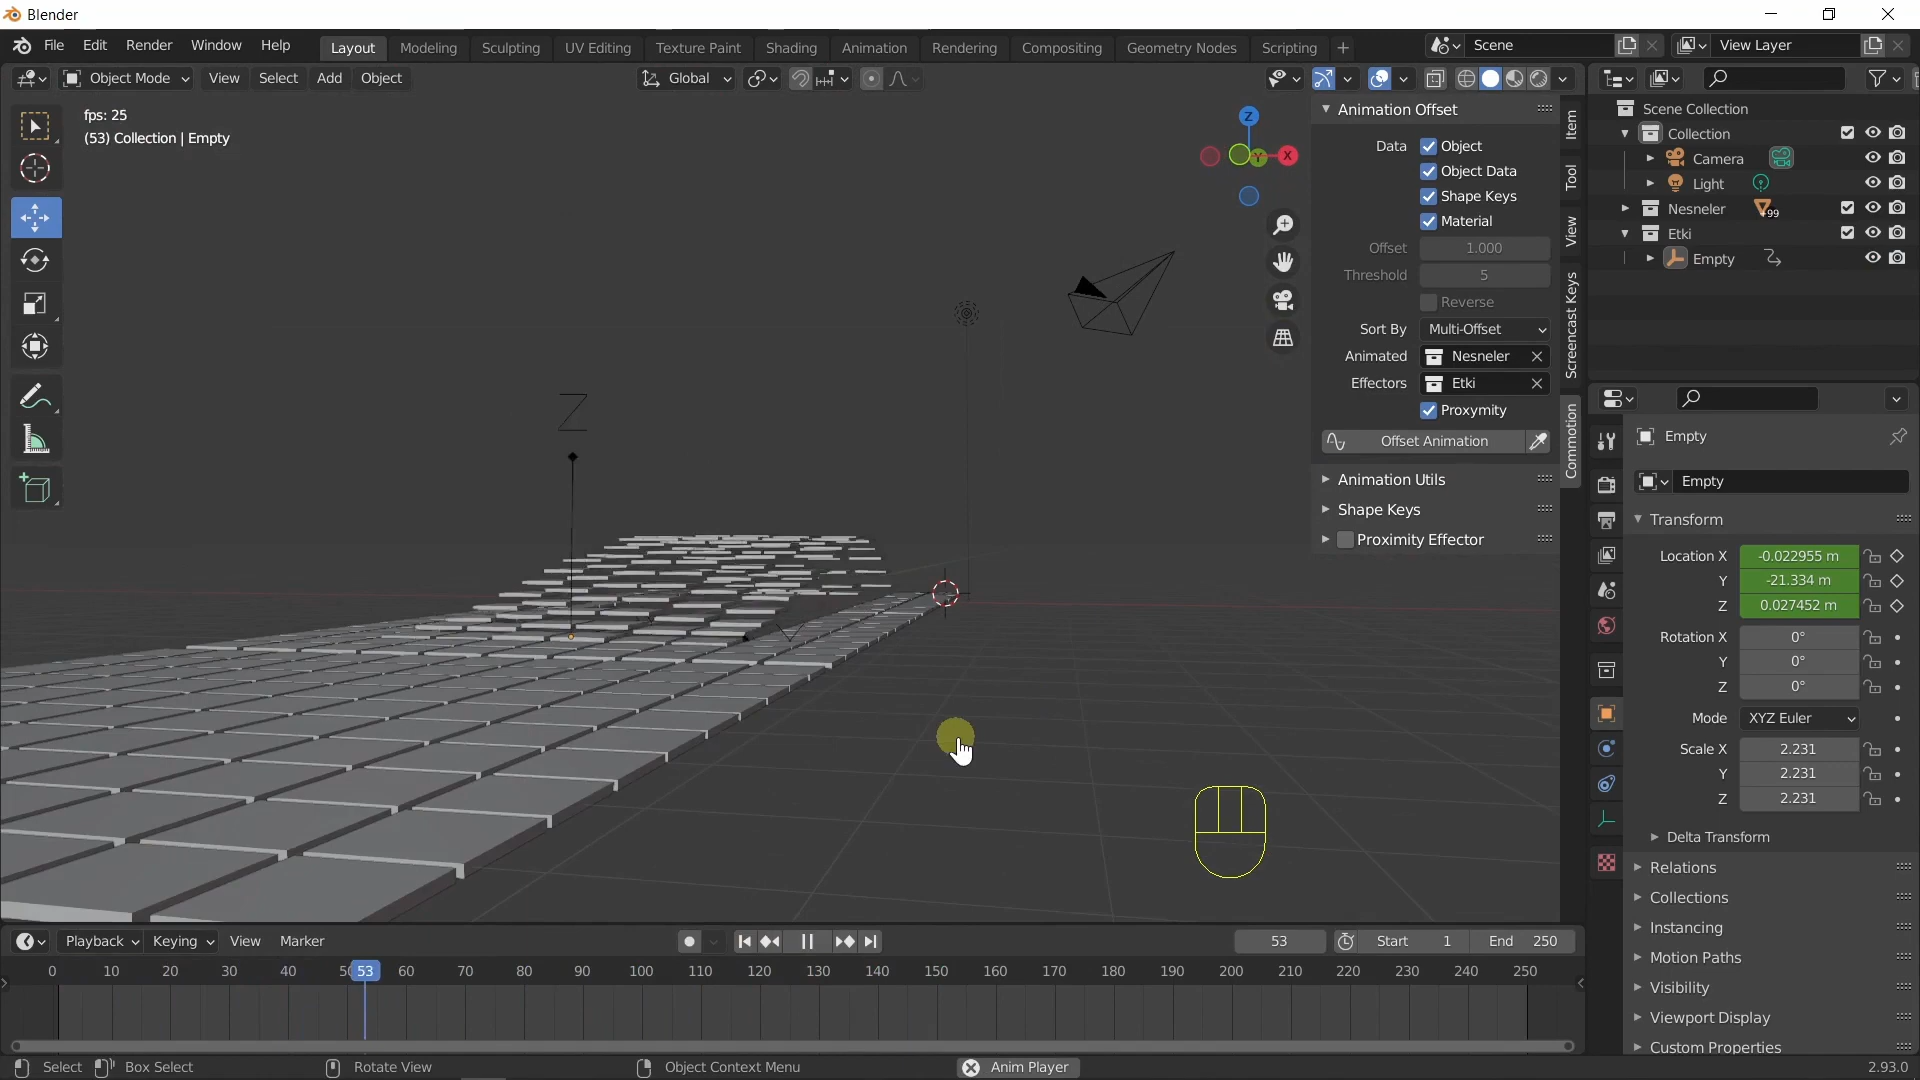 Blender
File Edit Render Window Help Layout Modeling Sculpting UV Editing Texture Paint Shading Animation Rendering Compositing Geometry Nodes Scripting + Scene View Layer
Object Mode View Select Add Object Global
fps: 25
(53) Collection | Empty
Z
X
Animation Offset
Data Object
Object Data
Shape Keys
Material
Offset 1.000
Threshold 5
Reverse
Sort By Multi-Offset
Animated Nesneler
Effectors Etki
Proxymity
Offset Animation
Animation Utils
Shape Keys
Proximity Effector
Item
Tool
View
Screencast Keys
Commotion
Z
Scene Collection
Collection
Camera
Light
Nesneler +99
Etki
Empty
Empty
Empty
Transform
Location X -0.022955 m
Y -21.334 m
Z 0.027452 m
Rotation X 0°
Y 0°
Z 0°
Mode XYZ Euler
Scale X 2.231
Y 2.231
Z 2.231
Delta Transform
Relations
Collections
Instancing
Motion Paths
Visibility
Viewport Display
Custom Properties
Playback Keying View Marker 53 Start 1 End 250
0 10 20 30 40 50 53 60 70 80 90 100 110 120 130 140 150 160 170 180 190 200 210 220 230 240 250
Select Box Select Rotate View Object Context Menu Anim Player 2.93.0